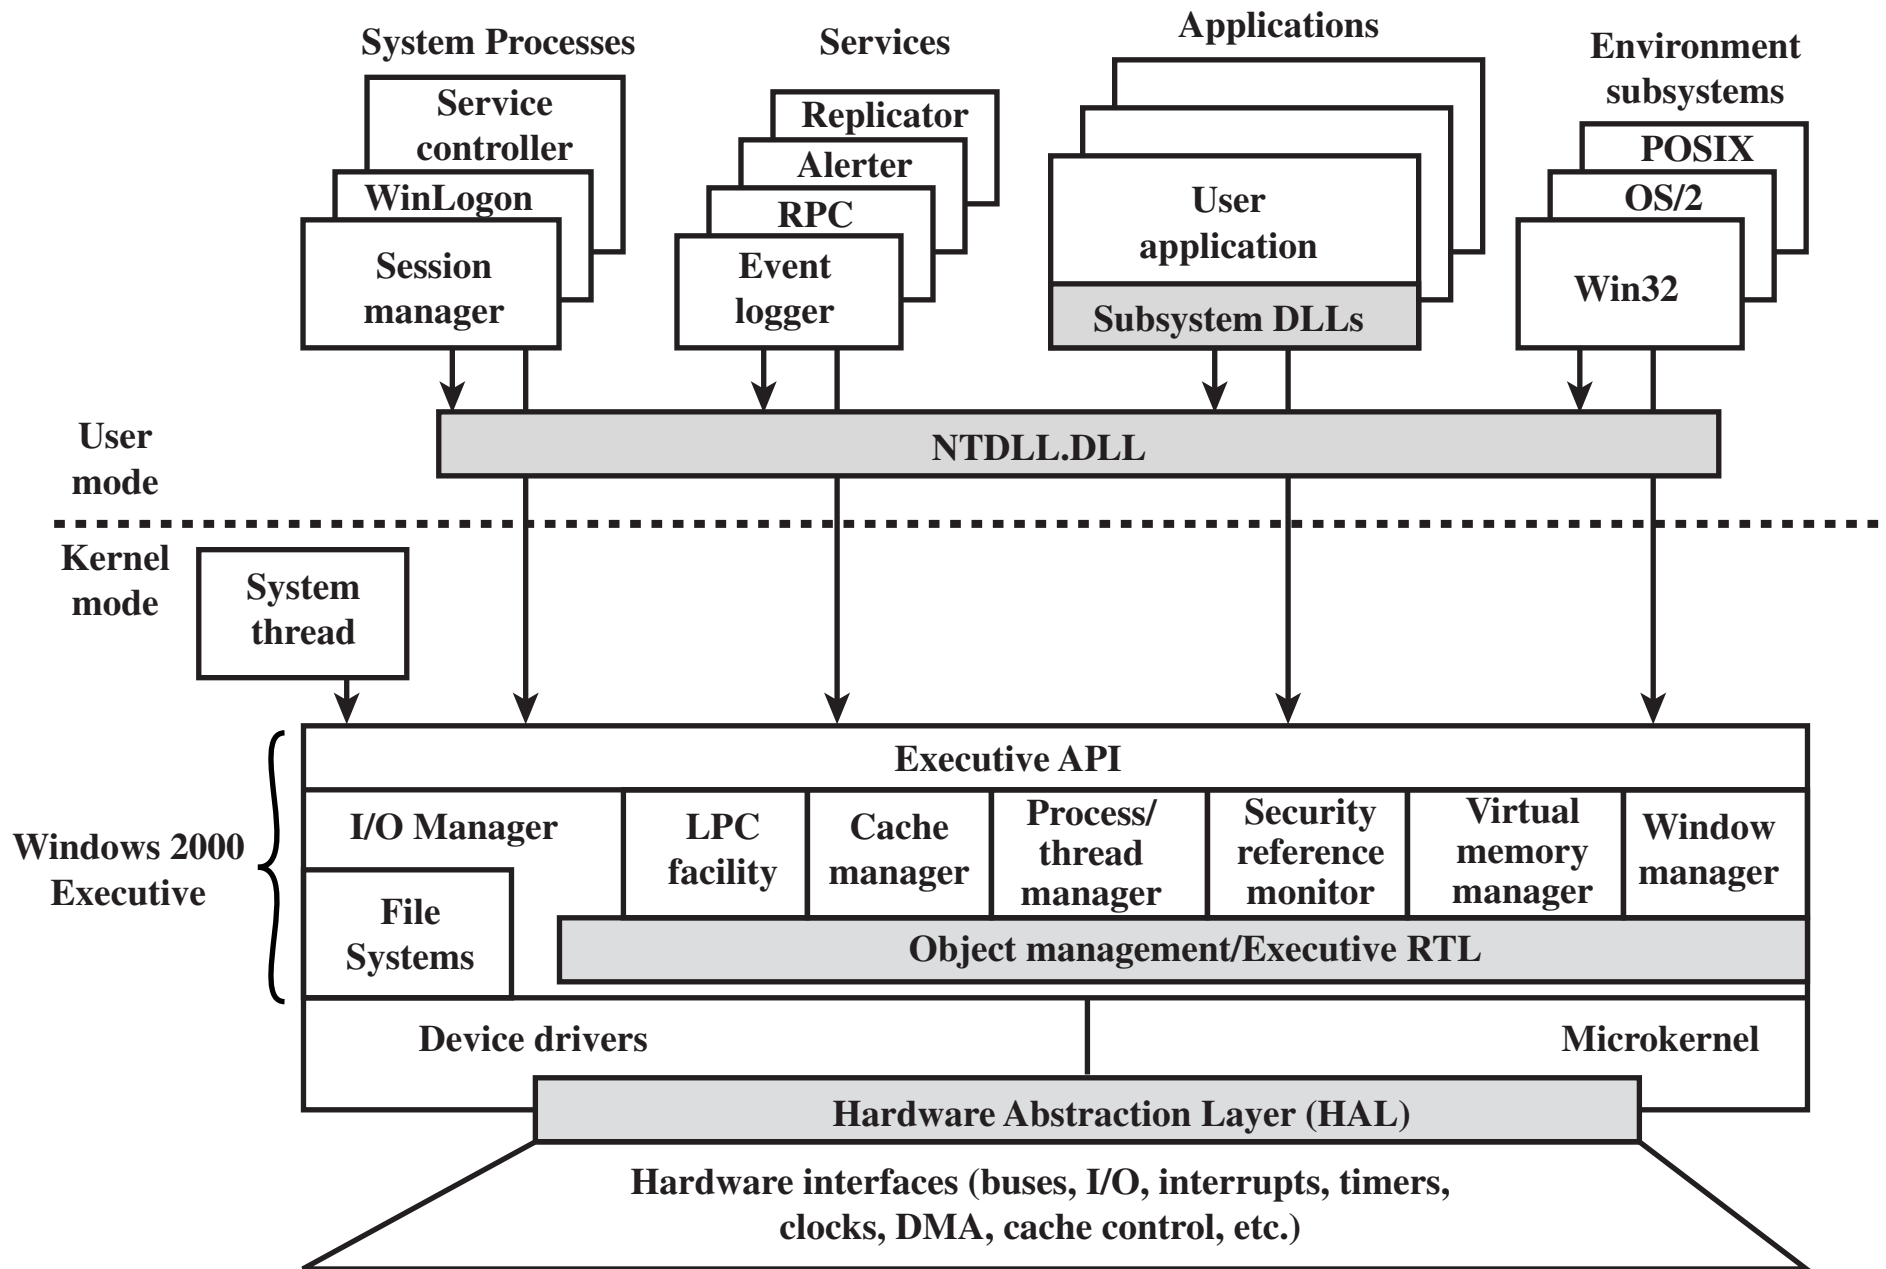 System Processes
Services
Applications
Environment
subsystems
Service
controller
WinLogon
Session
manager
Replicator
Alerter
RPC
Event
logger
User
application
Subsystem DLLs
POSIX
OS/2
Win32
NTDLL.DLL
User
mode
Kernel
mode
System
thread
Windows 2000
Executive
Executive API
I/O Manager
File
Systems
LPC
facility
Cache
manager
Process/
thread
manager
Security
reference
monitor
Virtual
memory
manager
Window
manager
Object management/Executive RTL
Device drivers
Microkernel
Hardware Abstraction Layer (HAL)
Hardware interfaces (buses, I/O, interrupts, timers,
clocks, DMA, cache control, etc.)